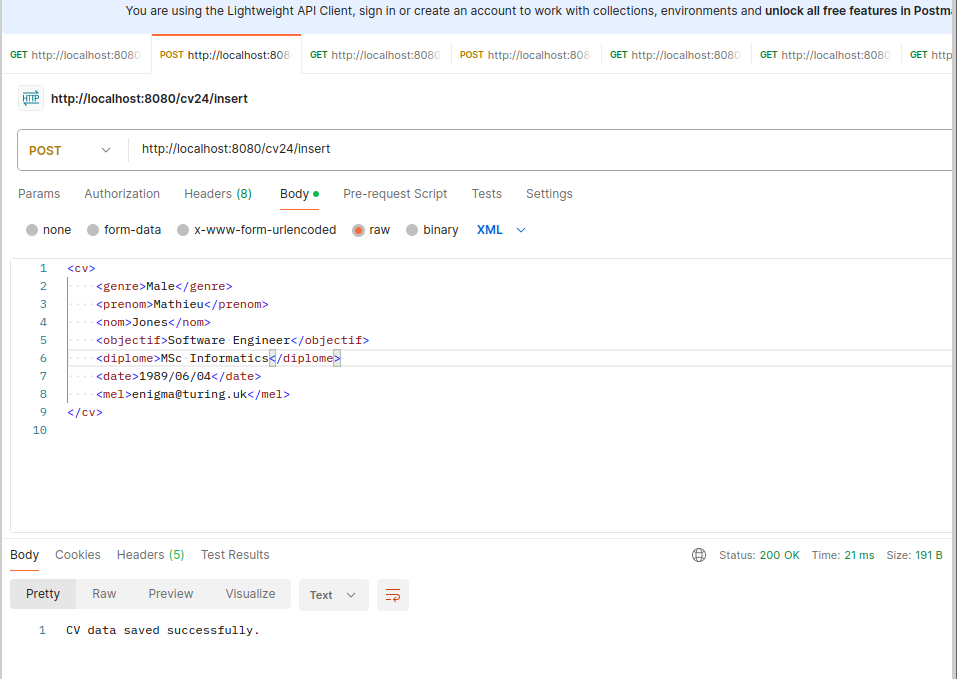 You are using the Lightweight API Client, sign in or create an account to work with collections, environments and unlock all free features in Postm
GET http://localhost:8080 POST http://localhost:808 GET http://localhost:8080 POST http://localhost:8080 GET http://localhost:8080 GET http://localhost:8080 GET http
HTTP http://localhost:8080/cv24/insert
POST http://localhost:8080/cv24/insert
Params Authorization Headers (8) Body Pre-request Script Tests Settings
none form-data x-www-form-urlencoded raw binary XML
1 <cv>
2 <genre>Male</genre>
3 <prenom>Mathieu</prenom>
4 <nom>Jones</nom>
5 <objectif>Software Engineer</objectif>
6 <diplome>MSc Informatics</diplome>
7 <date>1989/06/04</date>
8 <mel>enigma@turing.uk</mel>
9 </cv>
10
Body Cookies Headers (5) Test Results Status: 200 OK Time: 21 ms Size: 191 B
Pretty Raw Preview Visualize Text
1 CV data saved successfully.